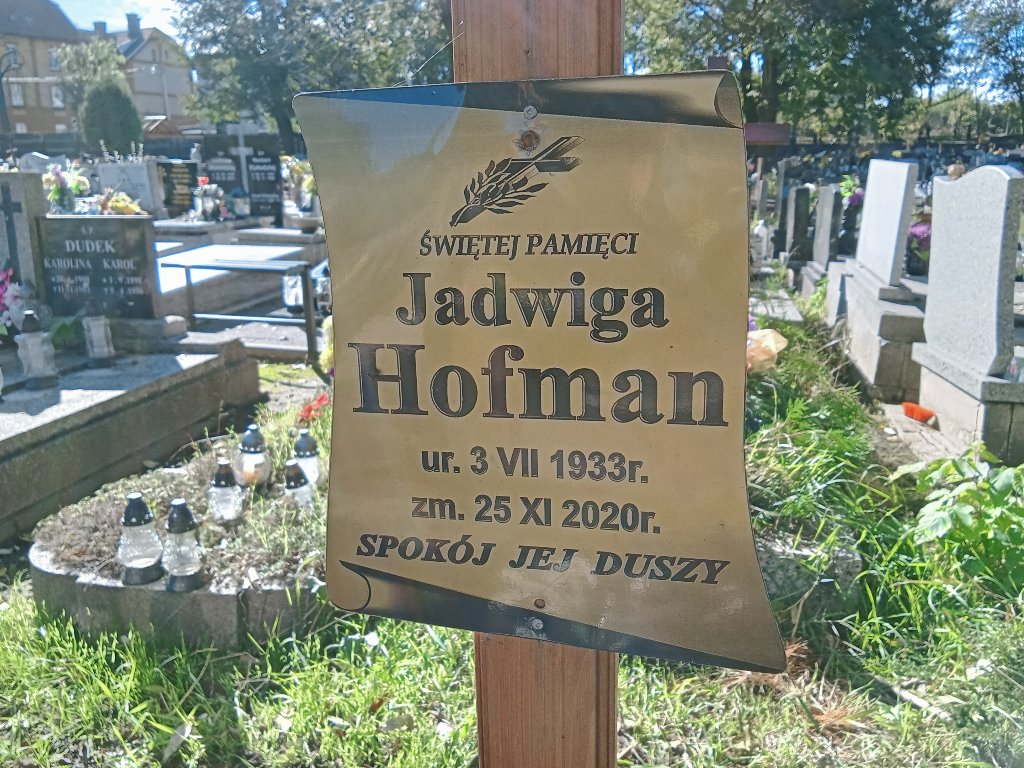 ŚWIĘTEJ PAMIĘCI
Jadwiga
Hofman
ur. 3 VII 1933r.
zm. 25 XI 2020r.
SPOKÓJ JEJ DUSZY
Ś.P.
DUDEK
KAROLINA KAROL